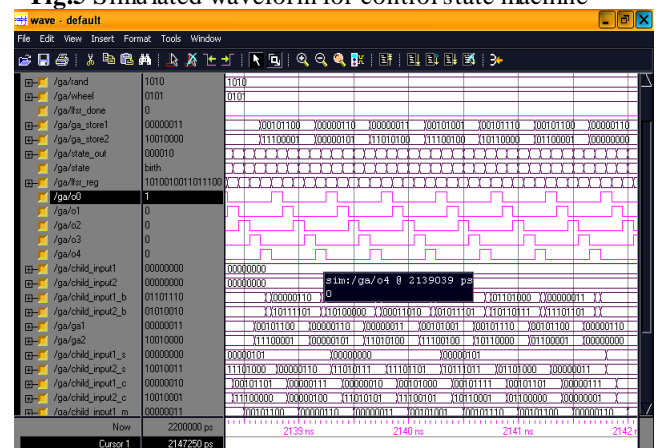 Fig.5 Simulated waveform for control state machine
wave - default
File Edit View Insert Format Tools Window
/ga/rand 1010 1010
/ga/wheel 0101 0101
/ga/lfsr_done 0
/ga/ga_store1 00000011 00101100 00000110 00000011 00101001 00101110 00101100 00000110
/ga/ga_store2 10010000 11100001 00000101 11010100 11100100 10110000 01100001 00000000
/ga/state_out 000010
/ga/state birth
/ga/lfsr_reg 1010010011011100
/ga/o0 1
/ga/o1 0
/ga/o2 0
/ga/o3 0
/ga/o4 0
/ga/child_input1 00000000 00000000
/ga/child_input2 00000000 00000000
sim:/ga/o4 @ 2139039 ps
0
/ga/child_input1_b 01101110 00000110 01101000 00000011
/ga/child_input2_b 01010010 10111101 11010000 00011010 01011101 10110111 11101101
/ga/ga1 00000011 00101100 00000110 00000011 00101001 00101110 00101100 00000110
/ga/ga2 10010000 11100001 00000101 11010100 11100100 10110000 01100001 00000000
/ga/child_input1_s 00000000 00000101 00000000 00000101
/ga/child_input2_s 10010011 11101000 00000110 11010111 11101101 10111011 01101000 00000011
/ga/child_input1_c 00000010 00101101 00000111 00000010 00101000 00101111 00101101 00000111
/ga/child_input2_c 10010001 11100000 00000100 11010101 11100101 10110001 01100000 00000001
/ga/child_input1_m 00000011 00101100 00000110 00000011 00101001 00101110 00101100 00000110
Now 2200000 ps 2139 ns 2140 ns 2141 ns 2142
Cursor 1 2147250 ps